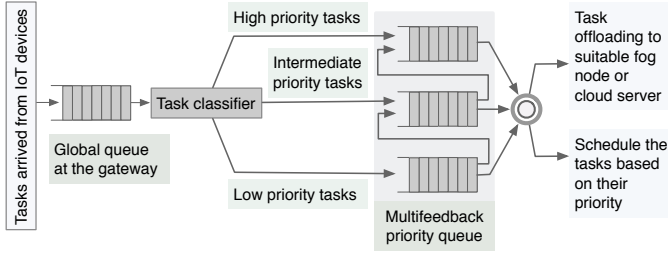 Tasks arrived from IoT devices
Global queue
at the gateway
Task classifier
High priority tasks
Intermediate
priority tasks
Low priority tasks
Multifeedback
priority queue
Task
offloading to
suitable fog
node or
cloud server
Schedule the
tasks based
on their
priority